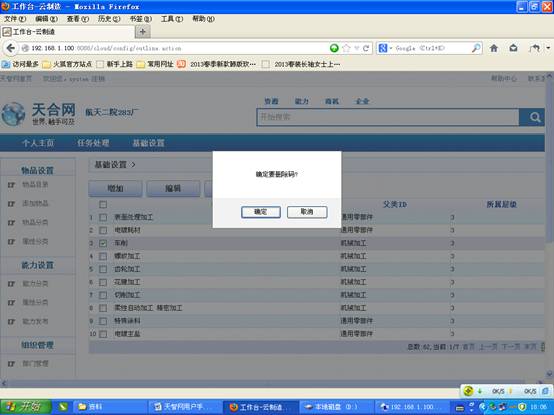 工作台-云制造 - Mozilla Firefox
文件(F) 编辑(E) 查看(V) 历史(S) 书签(B) 工具(T) 帮助(H)
工作台-云制造
192.168.1.100:8080/cloud/config/outline.action
Google <Ctrl+K>
访问最多 火狐官方站点 新手上路 常用网址 2013春季新款韩版欧… 2013春装长袖女士上…
天智网首页 欢迎您, system 注销 帮助中心
天合网
世界,触手可及
航天二院283厂
资源 能力 商机 企业
开始搜索
个人主页 任务处理 基础设置
物品设置
物品目录
添加物品
物品分类
属性分类
能力设置
能力分类
属性分类
能力发布
组织管理
部门管理
基础设置 >
增加 编辑
父类ID 所属层级
1 表面处理加工 通用零部件 3
2 电镀耗材 通用零部件 3
3 车削 机械加工 3
4 螺纹加工 机械加工 3
5 齿轮加工 机械加工 3
6 花键加工 机械加工 3
7 切削加工 机械加工 3
8 柔性自动加工 精密加工 机械加工 3
9 特殊涂料 通用零部件 3
10 电镀主盐 通用零部件 3
总数:62,当前:1/7 首页 上一页 下一页 末页
确定要删除吗?
确定 取消
0K/S 0K/S
开始 资料 天智网用户手... 工作台-云制造... 本地磁盘 (D:) 192.168.1.100... 18:06